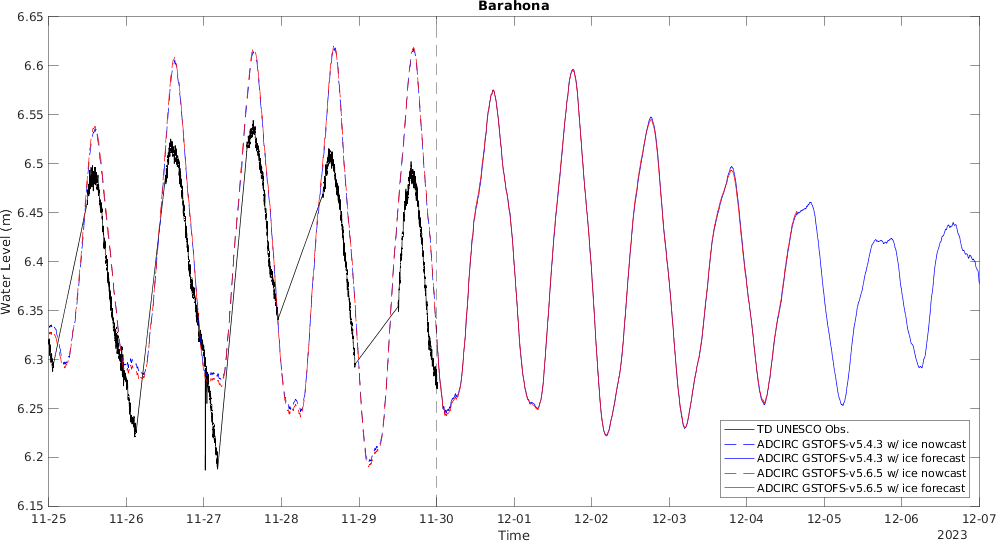 Barahona
6.65
6.6
6.55
6.5
6.45
6.4
6.35
6.3
6.25
6.2
6.15
Water Level (m)
TD UNESCO Obs.
ADCIRC GSTOFS-v5.4.3 w/ ice nowcast
ADCIRC GSTOFS-v5.4.3 w/ ice forecast
ADCIRC GSTOFS-v5.6.5 w/ ice nowcast
ADCIRC GSTOFS-v5.6.5 w/ ice forecast
11-25 11-26 11-27 11-28 11-29 11-30 12-01 12-02 12-03 12-04 12-05 12-06 12-07
Time
2023